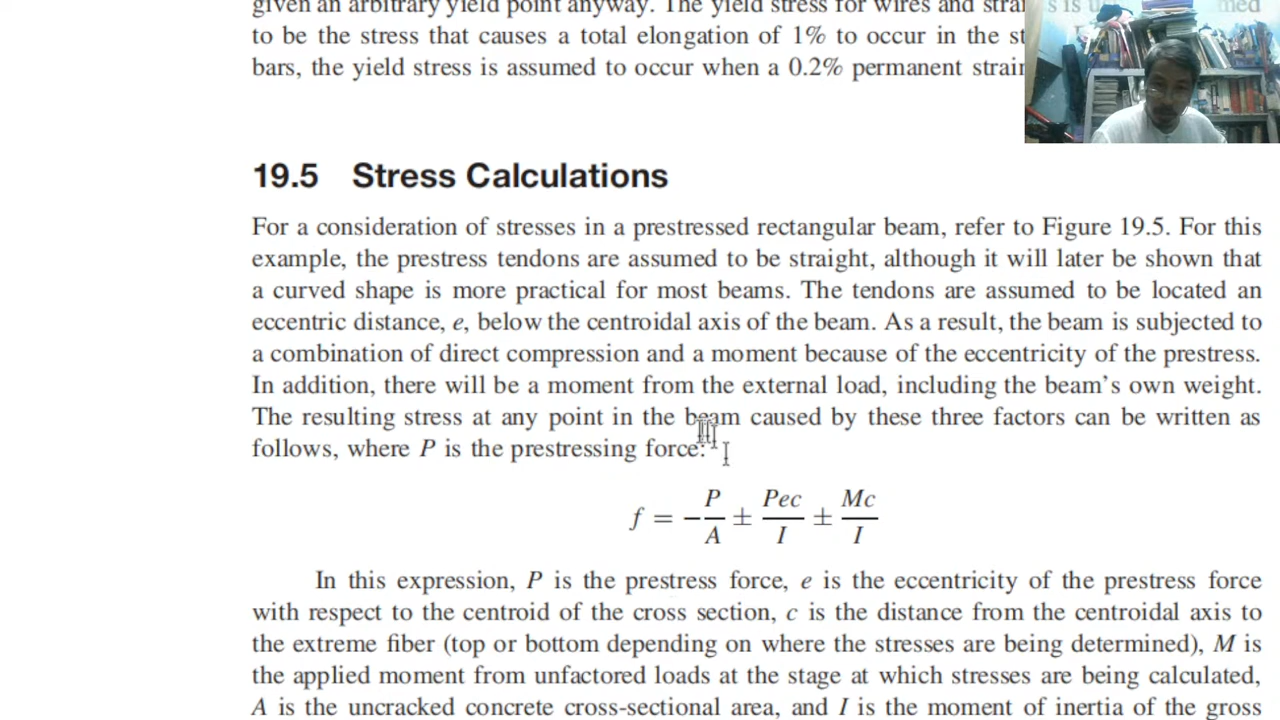 given an arbitrary yield point anyway. The yield stress for wires and
to be the stress that causes a total elongation of 1% to occur in the
bars, the yield stress is assumed to occur when a 0.2% permanent
19.5 Stress Calculations
For a consideration of stresses in a prestressed rectangular beam, refer to Figure 19.5. For this
example, the prestress tendons are assumed to be straight, although it will later be shown that
a curved shape is more practical for most beams. The tendons are assumed to be located an
eccentric distance, e, below the centroidal axis of the beam. As a result, the beam is subjected to
a combination of direct compression and a moment because of the eccentricity of the prestress.
In addition, there will be a moment from the external load, including the beam's own weight.
The resulting stress at any point in the beam caused by these three factors can be written as
follows, where P is the prestressing force:
f = −P/A ± Pec/I ± Mc/I
In this expression, P is the prestress force, e is the eccentricity of the prestress force
with respect to the centroid of the cross section, c is the distance from the centroidal axis to
the extreme fiber (top or bottom depending on where the stresses are being determined), M is
the applied moment from unfactored loads at the stage at which stresses are being calculated,
A is the uncracked concrete cross-sectional area, and I is the moment of inertia of the gross